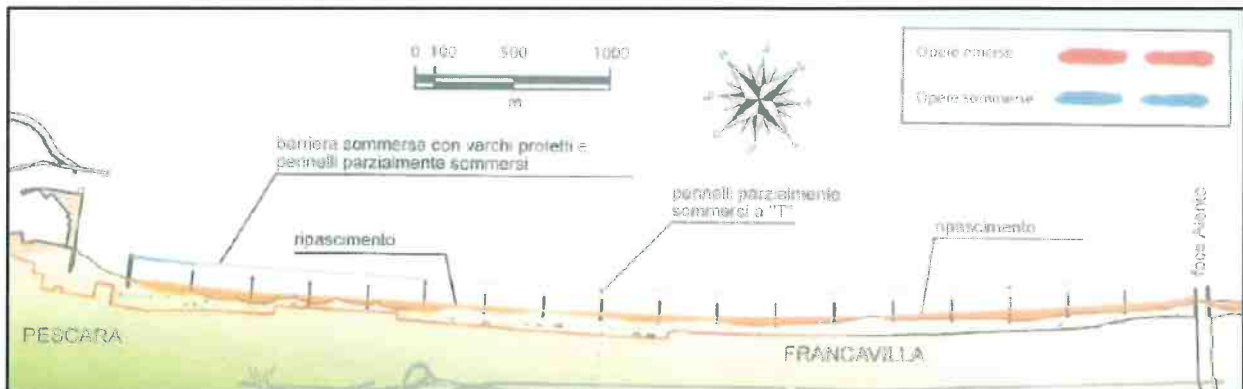 0 100 500 1000
m
Opere emerse
Opere sommerse
barriera sommersa con varchi protetti e
pennelli parzialmente sommersi
pennelli parzialmente
sommersi a "T"
ripascimento
ripascimento
foce Alento
PESCARA
FRANCAVILLA